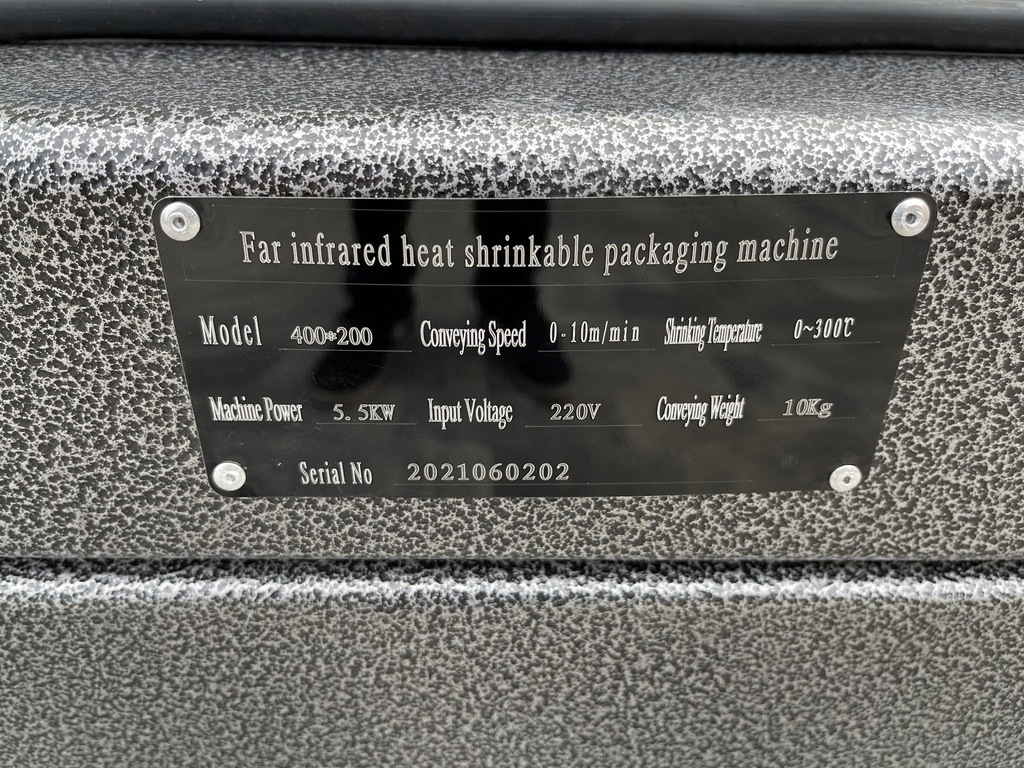 Far infrared heat shrinkable packaging machine
Model 400*200 Conveying Speed 0-10m/min Shrinking Temperature 0~300℃
Machine Power 5.5KW Input Voltage 220V Conveying Weight 10Kg
Serial No 2021060202